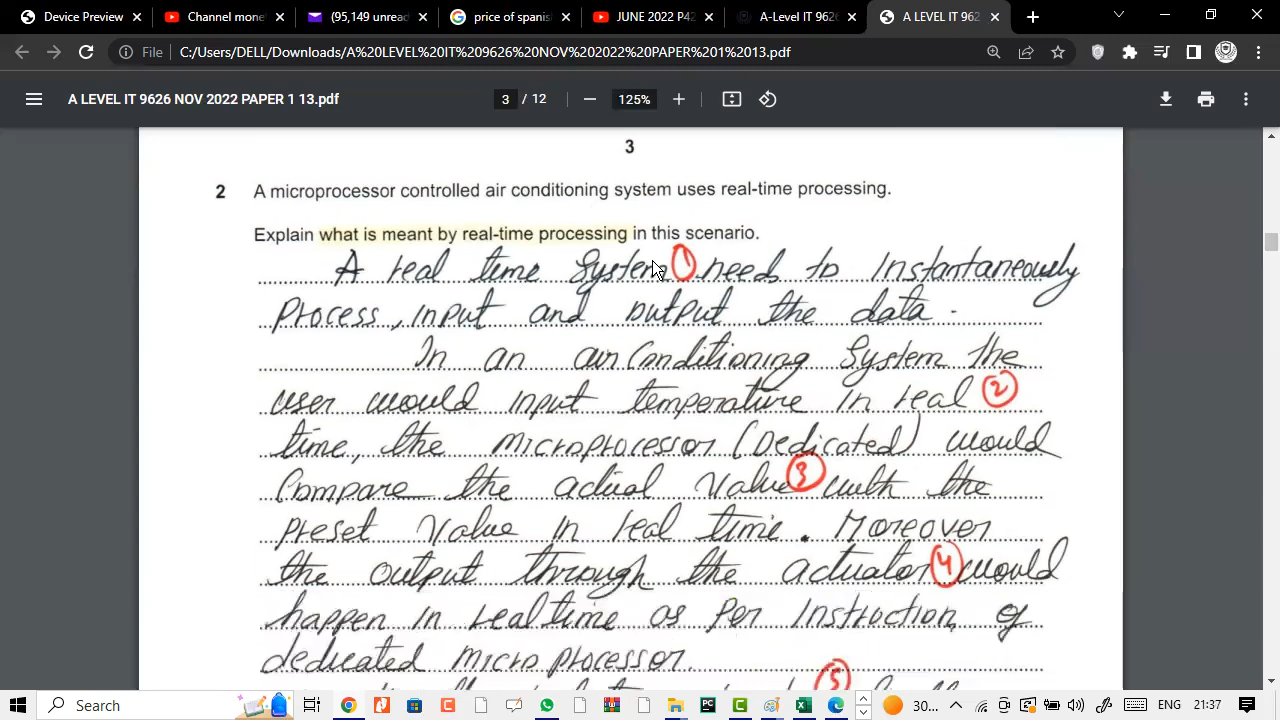 Device Preview
Channel mone
(95,149 unread
price of spanis
JUNE 2022 P42
A-Level IT 9626
A LEVEL IT 962
File C:/Users/DELL/Downloads/A%20LEVEL%20IT%209626%20NOV%202022%20PAPER%201%2013.pdf
A LEVEL IT 9626 NOV 2022 PAPER 1 13.pdf
3 / 12
125%
3
2 A microprocessor controlled air conditioning system uses real-time processing.
Explain what is meant by real-time processing in this scenario.
A real time System 1 need to Instantaneously
Process, input and output the data.
In an air Conditioning System the
user would input temperature in real 2
time, the microprocessor (Dedicated) would
Compare the actual Value 3 with the
preset Value in real time. Moreover
the output through the actuator 4 would
happen in real time as per Instruction of
dedicated microprocessor.
5
Search
30...
ENG
21:37